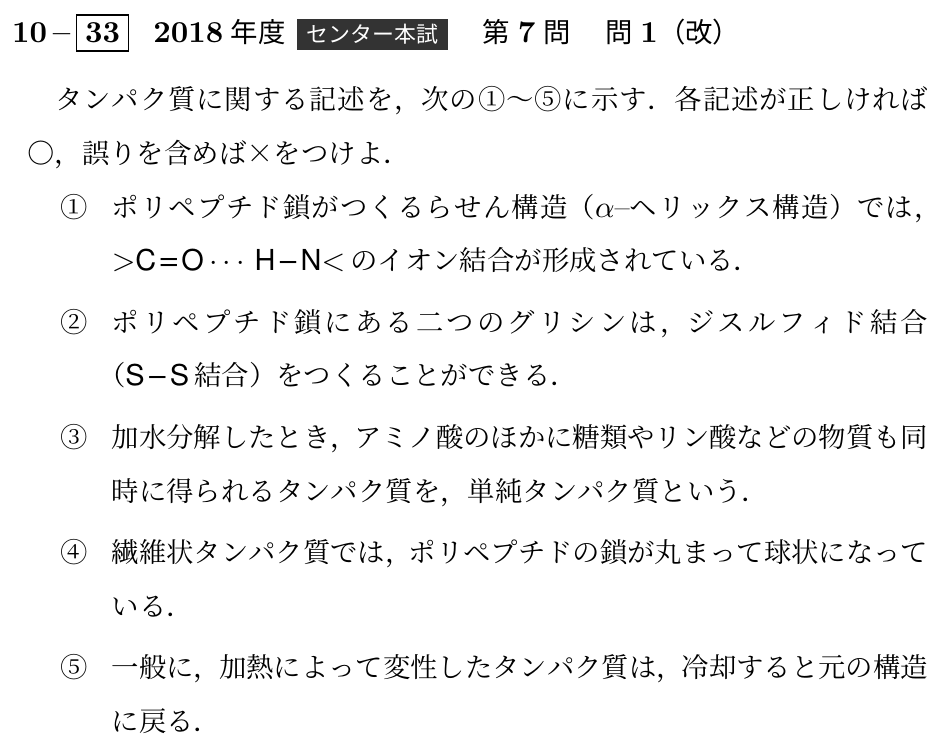 10−33 2018年度 センター本試 第7問 問1（改）
タンパク質に関する記述を，次の①～⑤に示す．各記述が正しければ
○，誤りを含めば×をつけよ．
① ポリペプチド鎖がつくるらせん構造（α–ヘリックス構造）では，
>C=O··· H−N<のイオン結合が形成されている．
② ポリペプチド鎖にある二つのグリシンは，ジスルフィド結合
（S−S結合）をつくることができる．
③ 加水分解したとき，アミノ酸のほかに糖類やリン酸などの物質も同
時に得られるタンパク質を，単純タンパク質という．
④ 繊維状タンパク質では，ポリペプチドの鎖が丸まって球状になって
いる．
⑤ 一般に，加熱によって変性したタンパク質は，冷却すると元の構造
に戻る．